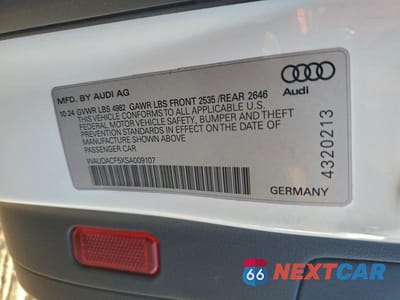 MFD. BY AUDI AG
10 24 GVWR LBS 4982 GAWR LBS FRONT 2535 /REAR 2646
THIS VEHICLE CONFORMS TO ALL APPLICABLE U.S.
FEDERAL MOTOR VEHICLE SAFETY, BUMPER AND THEFT
PREVENTION STANDARDS IN EFFECT ON THE DATE OF
MANUFACTURE SHOWN ABOVE.
PASSENGER CAR
WAUDACF5XSA009107
Audi
4320213
GERMANY
66 NEXTCAR